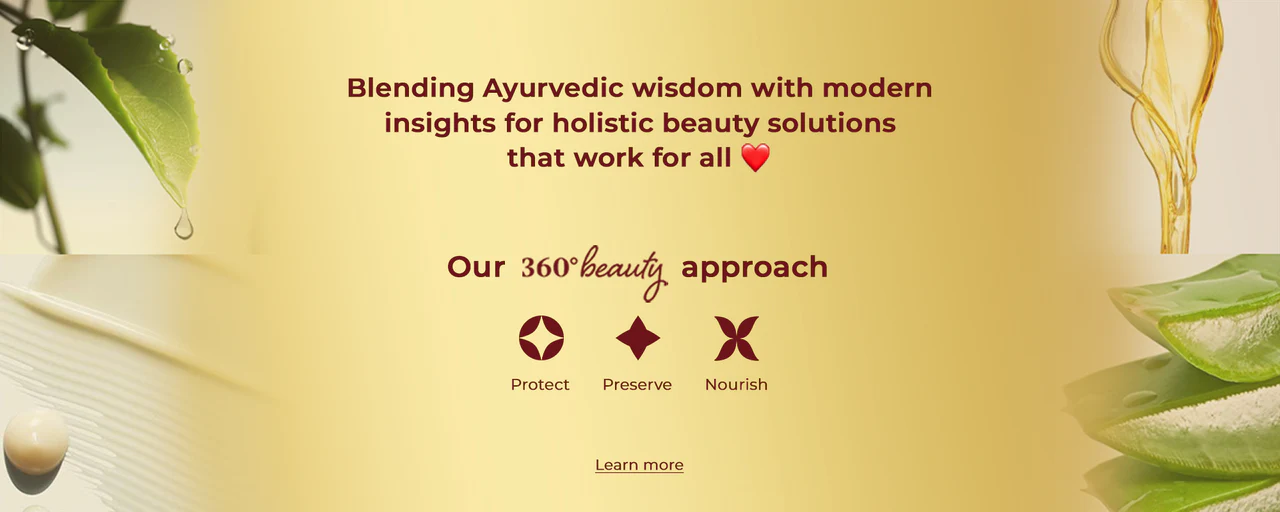 Blending Ayurvedic wisdom with modern
insights for holistic beauty solutions
that work for all ❤️
Our 360°beauty approach
Protect Preserve Nourish
Learn more